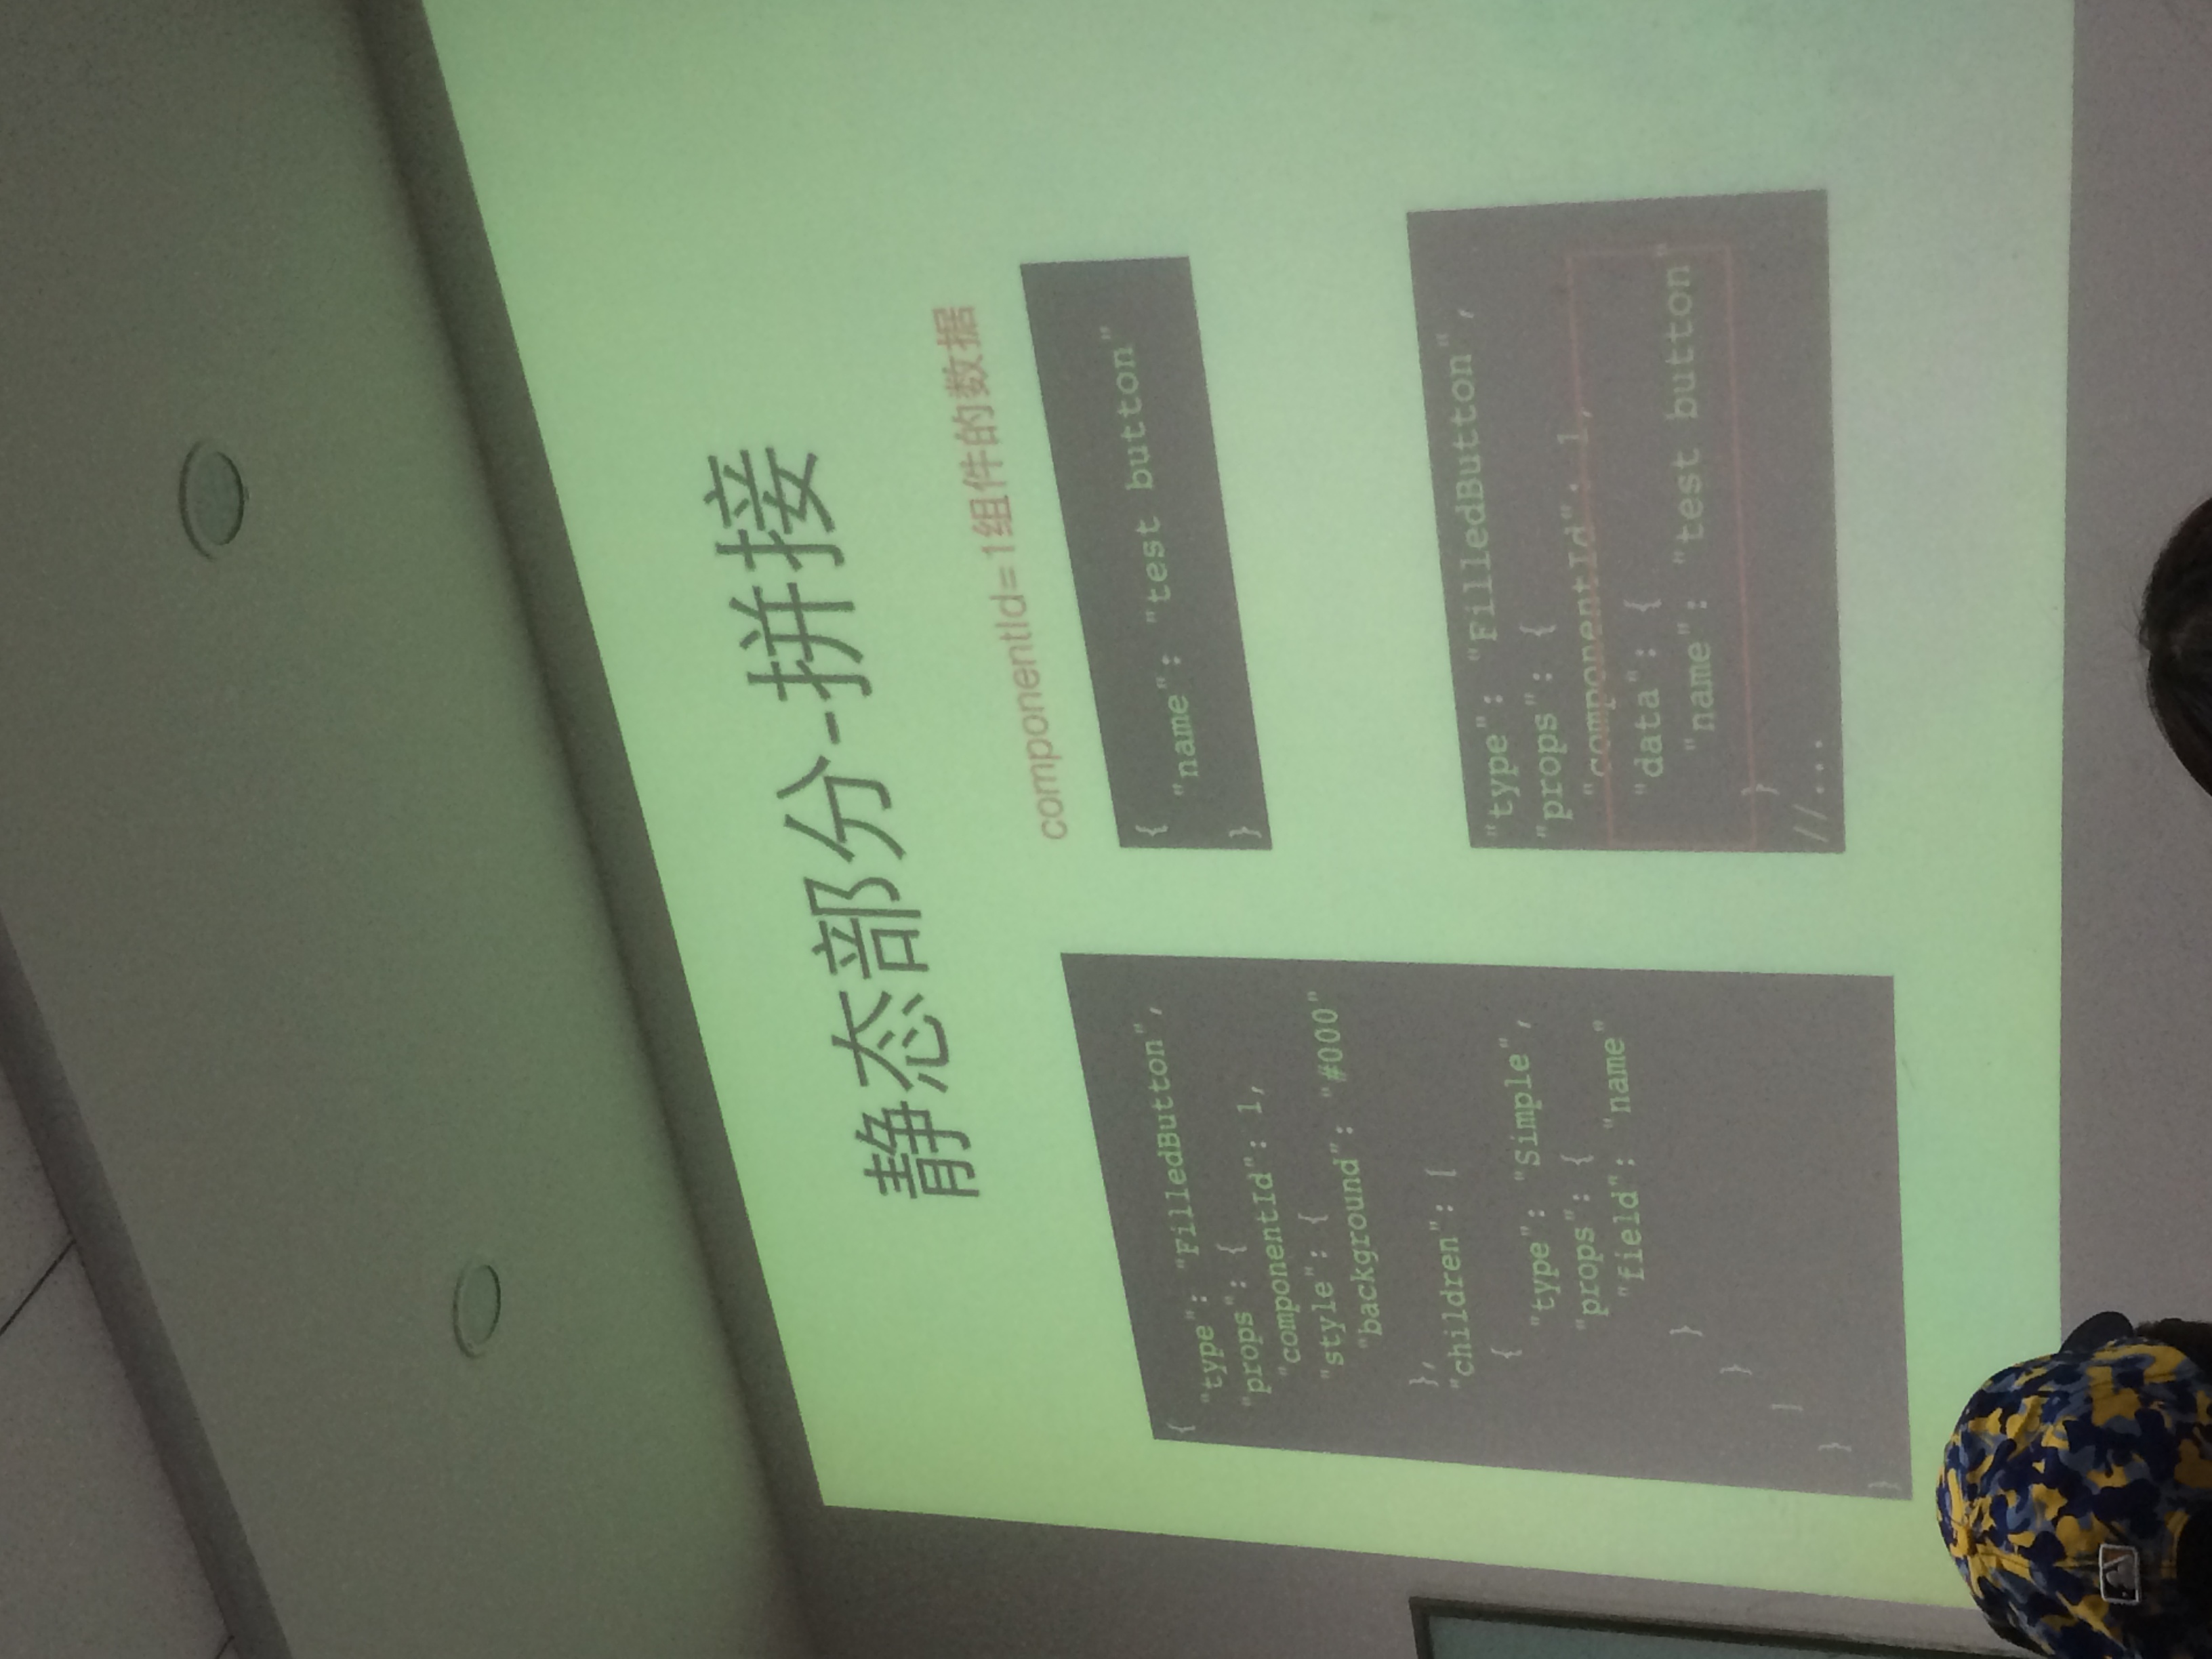 静态部分-拼接
{
"type": "FilledButton",
"props": {
"componentId": 1,
"style": {
"background": "#000"
},
"children": [
{
"type": "Simple",
"props": {
"field": "name"
}
}
]
}
}
componentId=1组件的数据
{
"name": "test button"
}
"type": "FilledButton",
"props": {
"componentId": 1,
"data": {
"name": "test button"
}
//...